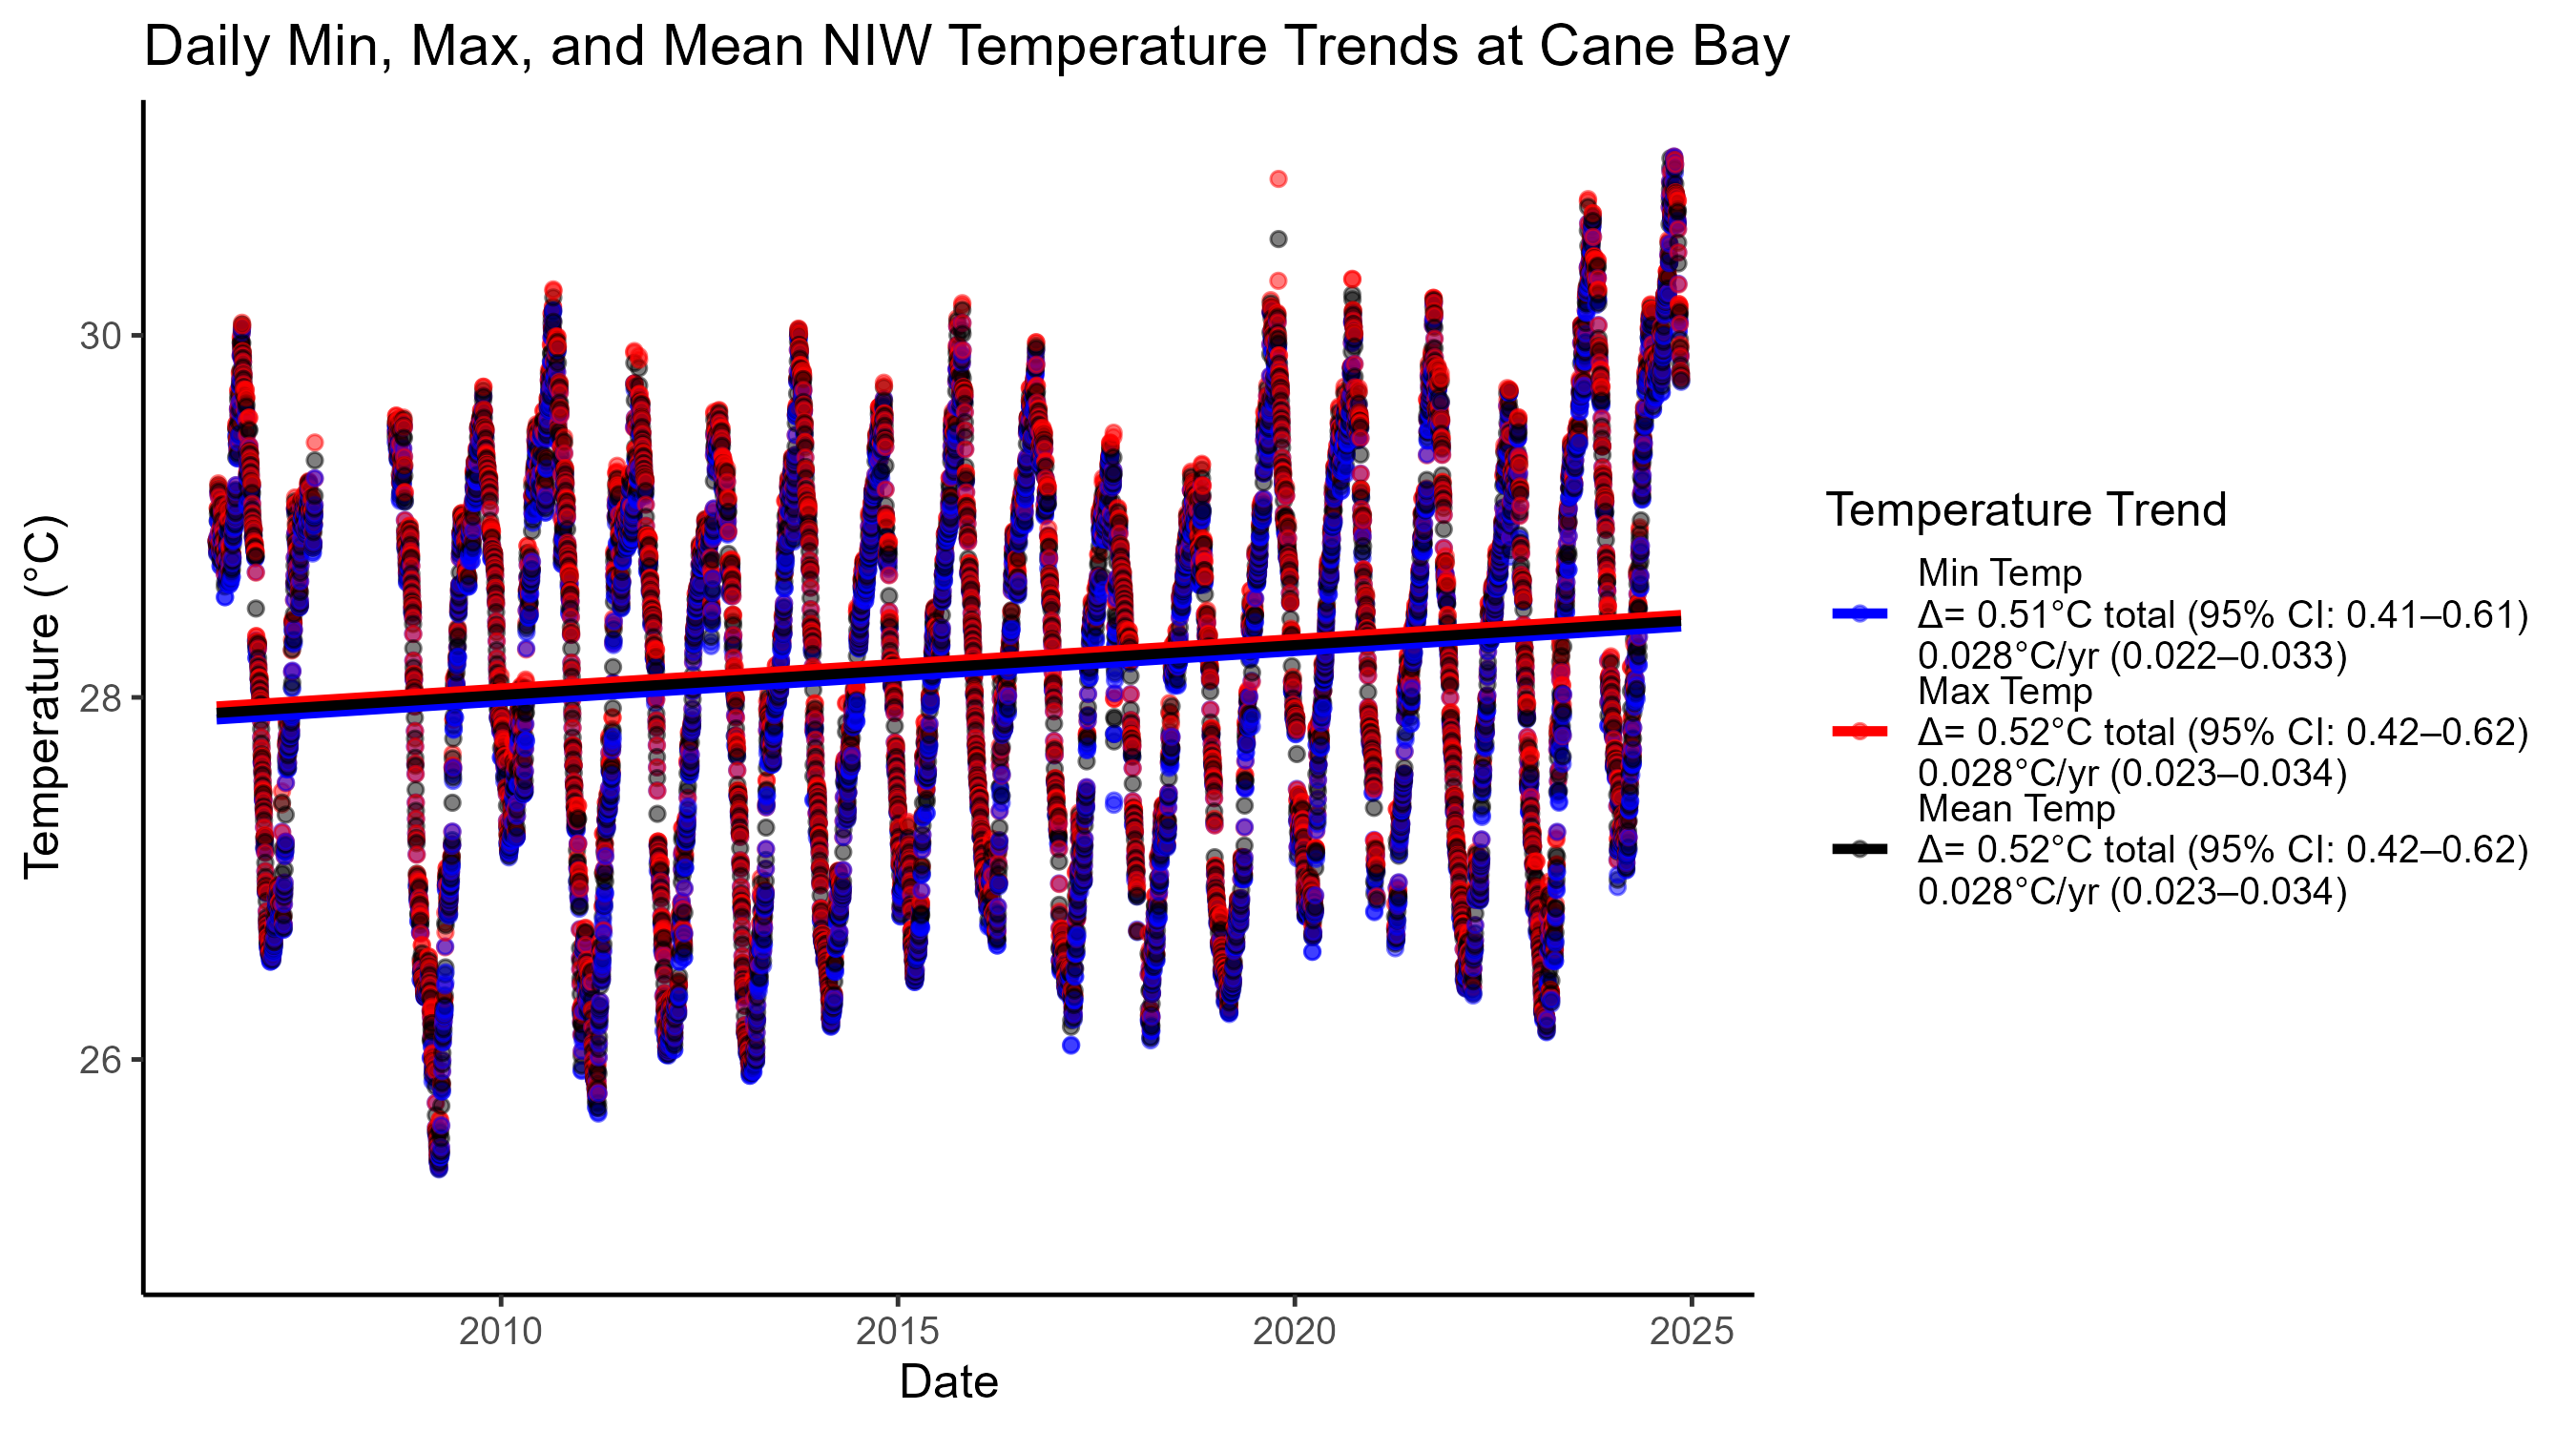 Daily Min, Max, and Mean NIW Temperature Trends at Cane Bay
Temperature (°C)
30
28
26
2010
2015
2020
2025
Date
Temperature Trend
Min Temp
Δ= 0.51°C total (95% CI: 0.41–0.61)
0.028°C/yr (0.022–0.033)
Max Temp
Δ= 0.52°C total (95% CI: 0.42–0.62)
0.028°C/yr (0.023–0.034)
Mean Temp
Δ= 0.52°C total (95% CI: 0.42–0.62)
0.028°C/yr (0.023–0.034)